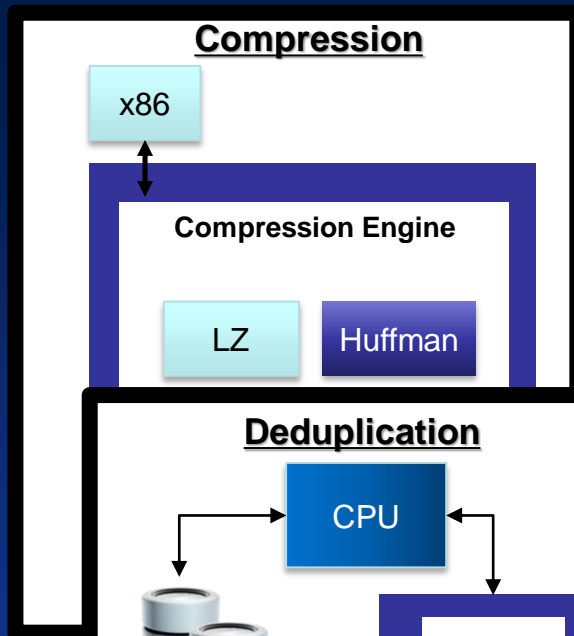 Compression
x86
Compression Engine
LZ Huffman
Deduplication
CPU